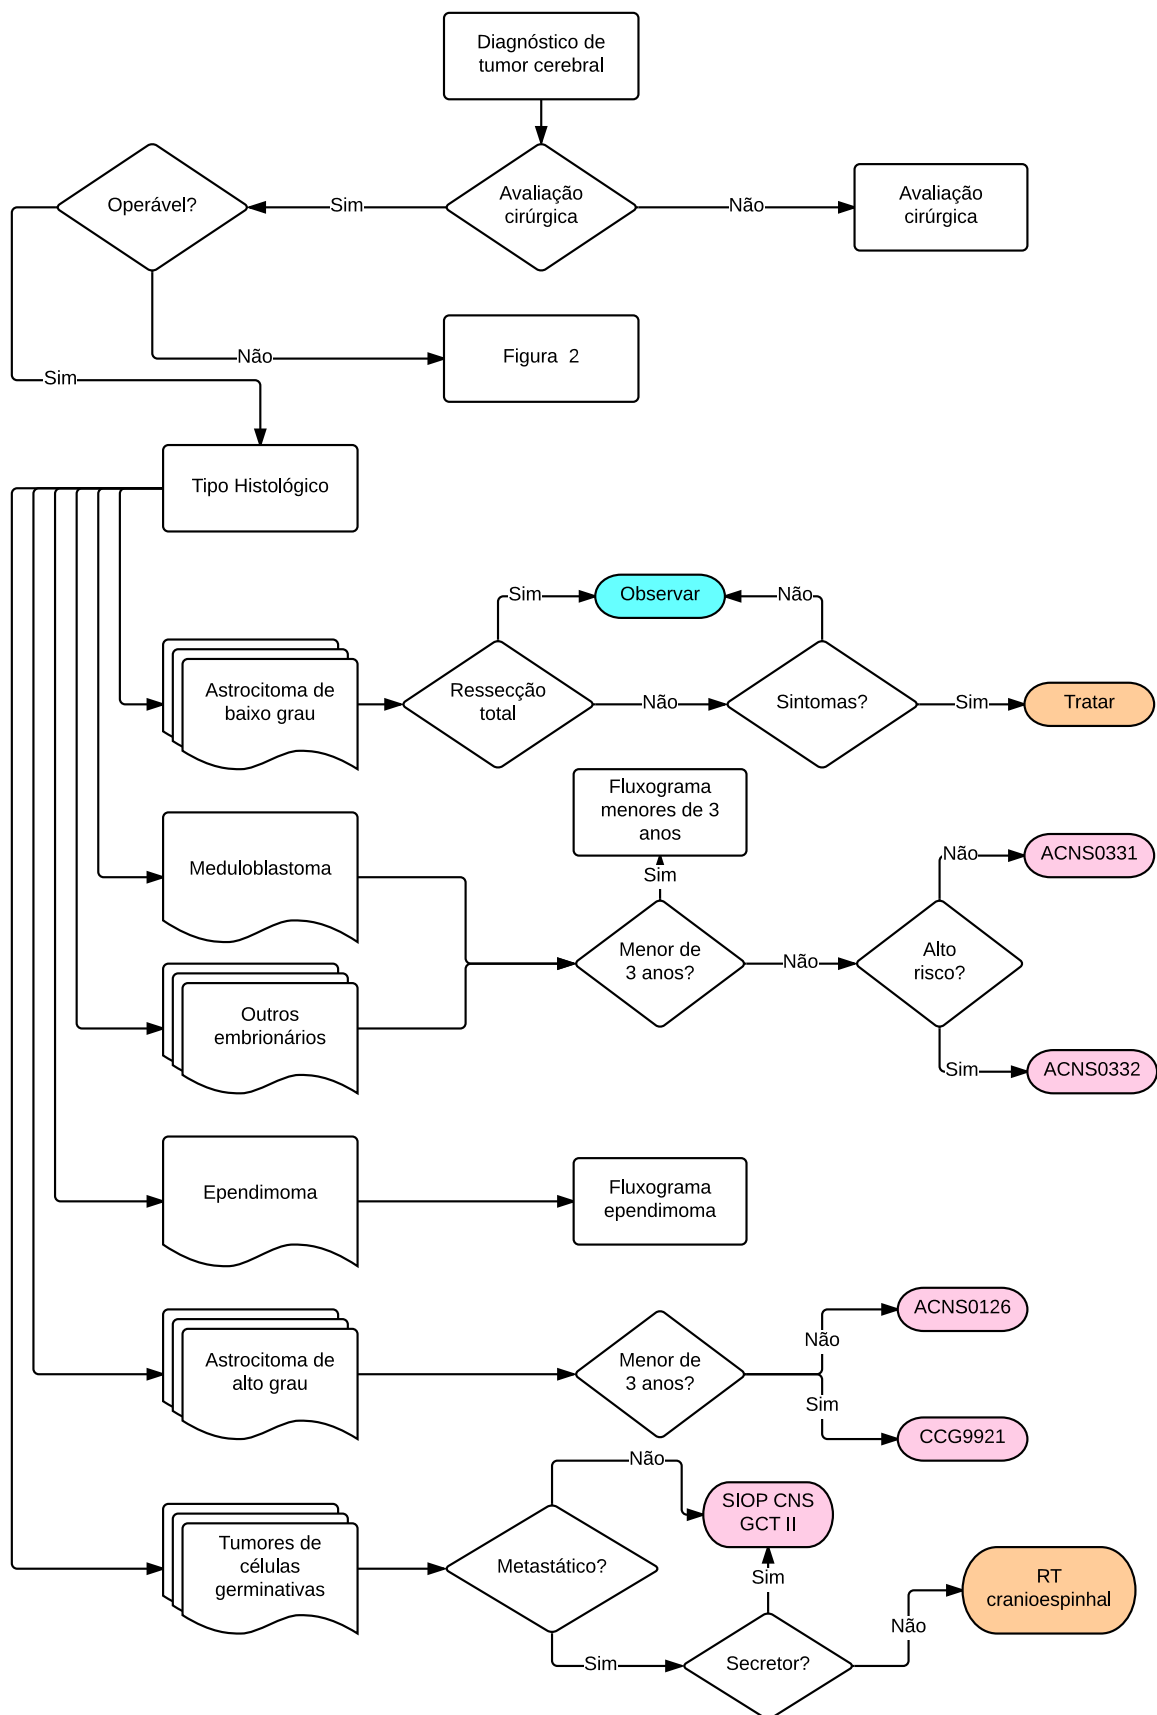 Diagnóstico de
tumor cerebral
Operável?
Sim
Avaliação
cirúrgica
Não
Avaliação
cirúrgica
Não
Figura 2
Sim
Tipo Histológico
Sim
Observar
Não
Astrocitoma de
baixo grau
Ressecção
total
Não
Sintomas?
Sim
Tratar
Fluxograma
menores de 3
anos
Meduloblastoma
Sim
Não
ACNS0331
Menor de
3 anos?
Não
Alto
risco?
Outros
embrionários
Sim
ACNS0332
Ependimoma
Fluxograma
ependimoma
ACNS0126
Não
Astrocitoma de
alto grau
Menor de
3 anos?
Sim
CCG9921
Não
SIOP CNS
GCT II
Tumores de
células
germinativas
Metastático?
Sim
RT
cranioespinhal
Não
Sim
Secretor?